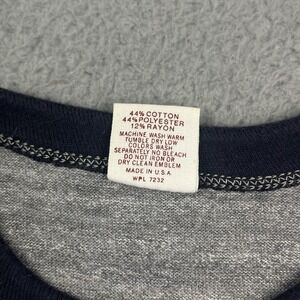 44% COTTON
44% POLYESTER
12% RAYON
MACHINE WASH WARM
TUMBLE DRY LOW
COLORS WASH
SEPARATELY NO BLEACH
DO NOT IRON OR
DRY CLEAN EMBLEM
MADE IN U.S.A.
WPL 7232